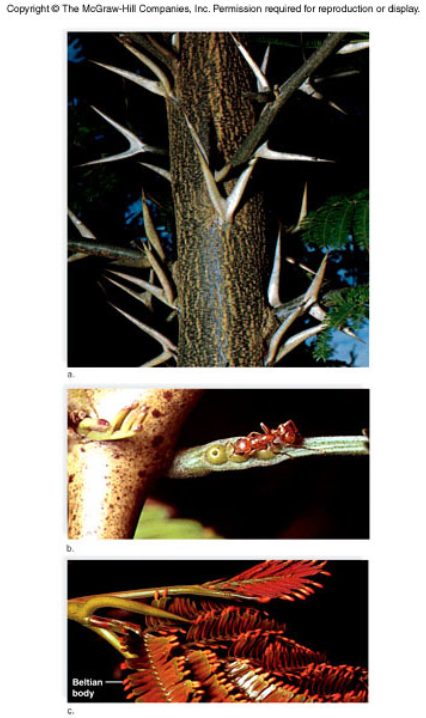 Copyright © The McGraw-Hill Companies, Inc. Permission required for reproduction or display.
a.
b.
Beltian
body
c.